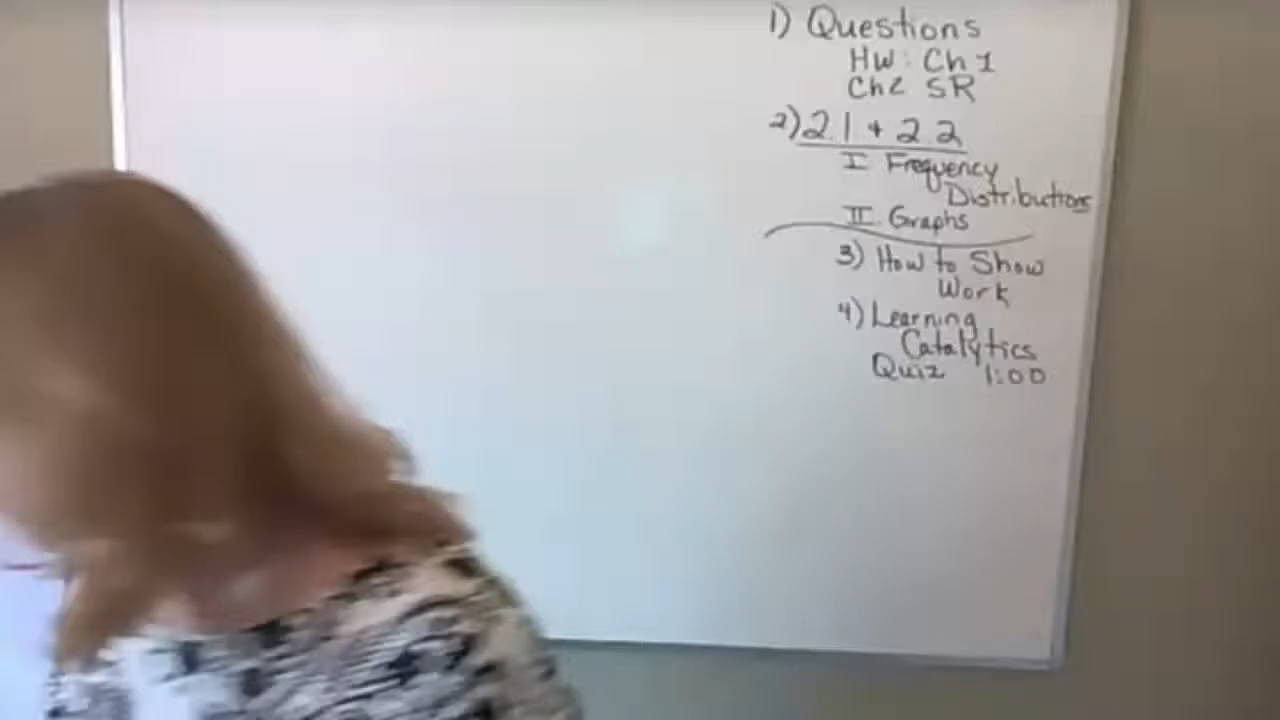 1) Questions
HW: Ch 1
Ch2 SR
2) 2.1 + 2.2
I Frequency
Distributions
II. Graphs
3) How to Show
Work
4) Learning
Catalytics
Quiz 1:00